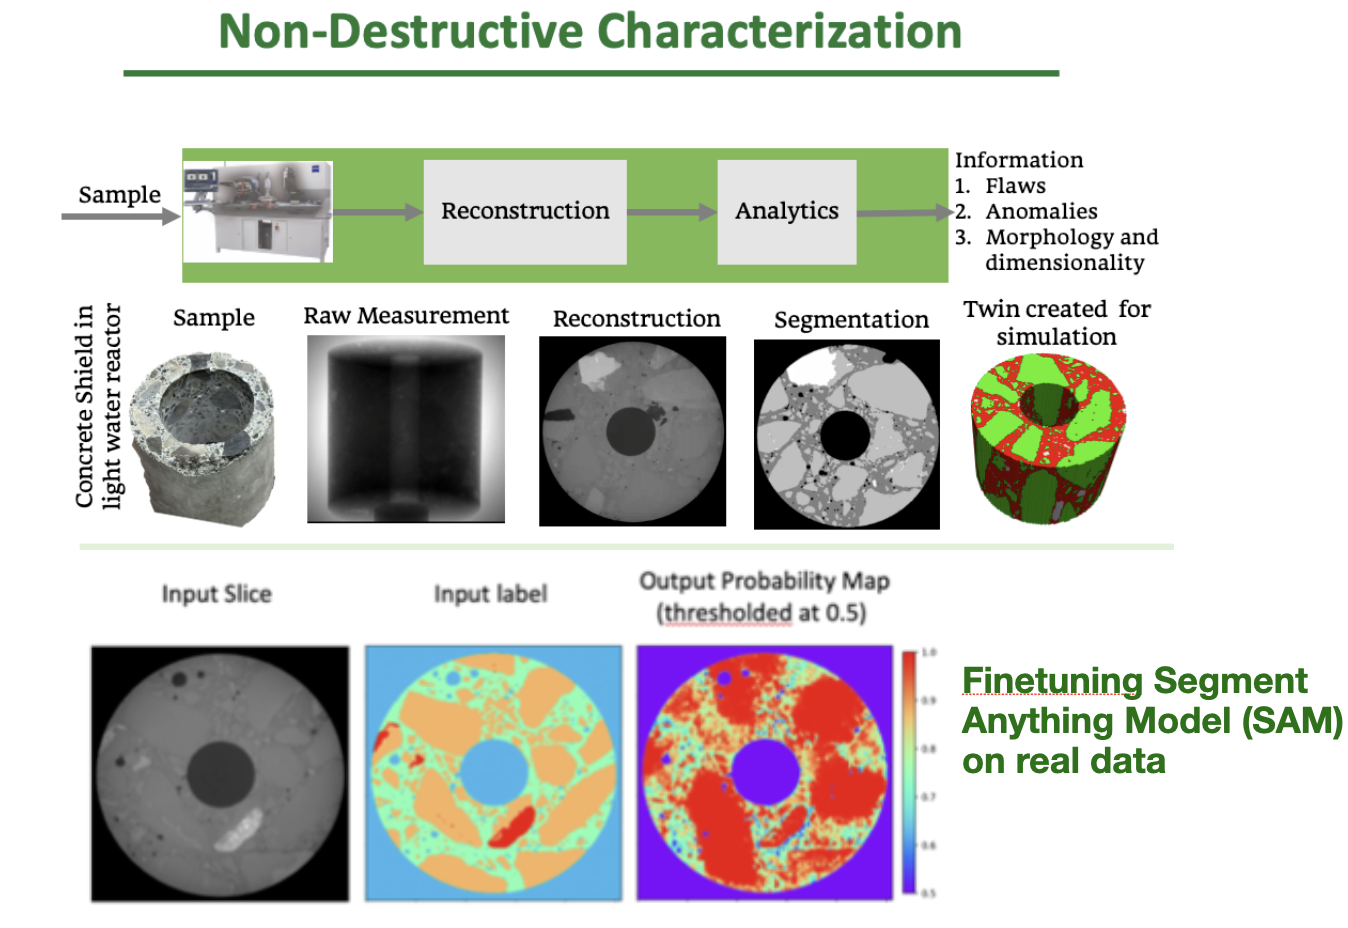 Non-Destructive Characterization
Sample
Reconstruction
Analytics
Information
1. Flaws
2. Anomalies
3. Morphology and
dimensionality
Concrete Shield in
light water reactor
Sample
Raw Measurement
Reconstruction
Segmentation
Twin created for
simulation
Input Slice
Input label
Output Probability Map
(thresholded at 0.5)
1.0
0.9
0.8
0.7
0.6
0.5
Finetuning Segment
Anything Model (SAM)
on real data